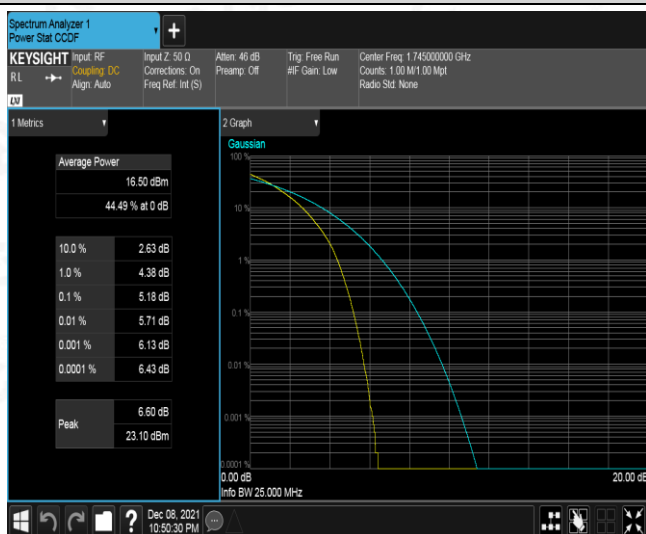 Spectrum Analyzer 1
Power Stat CCDF
+
KEYSIGHT
R L
LXI
Input: RF
Coupling: DC
Align: Auto
Input Z: 50 Ω
Corrections: On
Freq Ref: Int (S)
Atten: 46 dB
Preamp: Off
Trig: Free Run
#IF Gain: Low
Center Freq: 1.745000000 GHz
Counts: 1.00 M/1.00 Mpt
Radio Std: None
1 Metrics
Average Power
16.50 dBm
44.49 % at 0 dB
10.0 % 2.63 dB
1.0 % 4.38 dB
0.1 % 5.18 dB
0.01 % 5.71 dB
0.001 % 6.13 dB
0.0001 % 6.43 dB
Peak
6.60 dB
23.10 dBm
2 Graph
Gaussian
100 %
10 %
1 %
0.1 %
0.01 %
0.001 %
0.0001 %
0.00 dB
20.00 dB
Info BW 25.000 MHz
?
Dec 08, 2021
10:50:30 PM